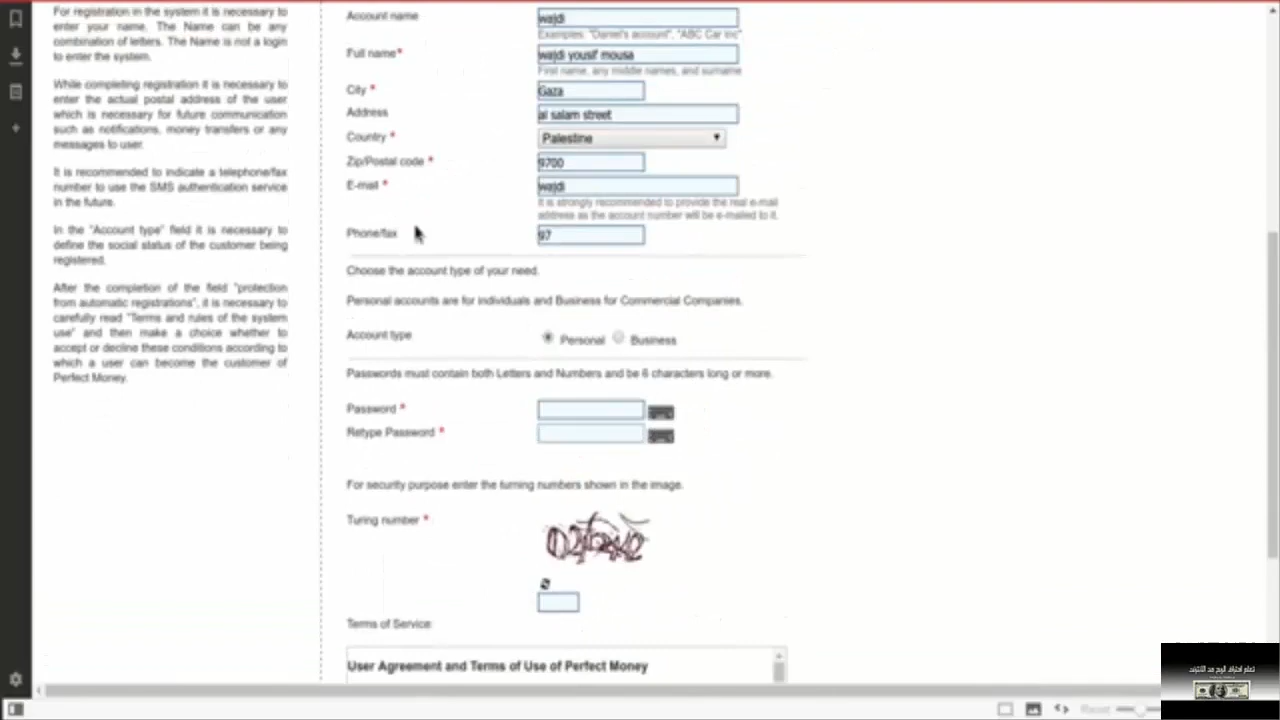 For registration in the system it is necessary to
enter your name. The Name can be any
combination of letters. The Name is not a login
to enter the system.
While completing registration it is necessary to
enter the actual postal address of the user
which is necessary for future communication
such as notifications, money transfers or any
messages to user.
It is recommended to indicate a telephone/fax
number to use the SMS authentication service
in the future.
In the "Account type" field it is necessary to
define the social status of the customer being
registered.
After the completion of the field "protection
from automatic registrations", it is necessary to
carefully read "Terms and rules of the system
use" and then make a choice whether to
accept or decline these conditions according to
which a user can become the customer of
Perfect Money.
Account name wajdi
Examples: "Daniel's account", "ABC Car Inc"
Full name* wajdi yousif mousa
First name, any middle names, and surname
City * Gaza
Address al salam street
Country * Palestine
Zip/Postal code * 9700
E-mail * wajdi
It is strongly recommended to provide the real e-mail
address as the account number will be e-mailed to it.
Phone/fax 97
Choose the account type of your need.
Personal accounts are for individuals and Business for Commercial Companies.
Account type Personal Business
Passwords must contain both Letters and Numbers and be 6 characters long or more.
Password *
Retype Password *
For security purpose enter the turning numbers shown in the image.
Turing number *
Terms of Service
User Agreement and Terms of Use of Perfect Money
Reset
تعلم احتراف الربح من الانترنت